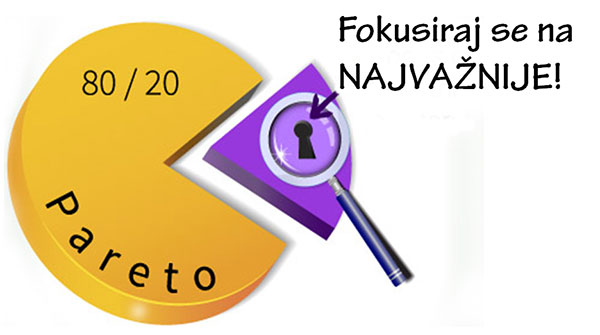 Fokusiraj se na
NAJVAŽNIJE!
80 / 20
Pareto